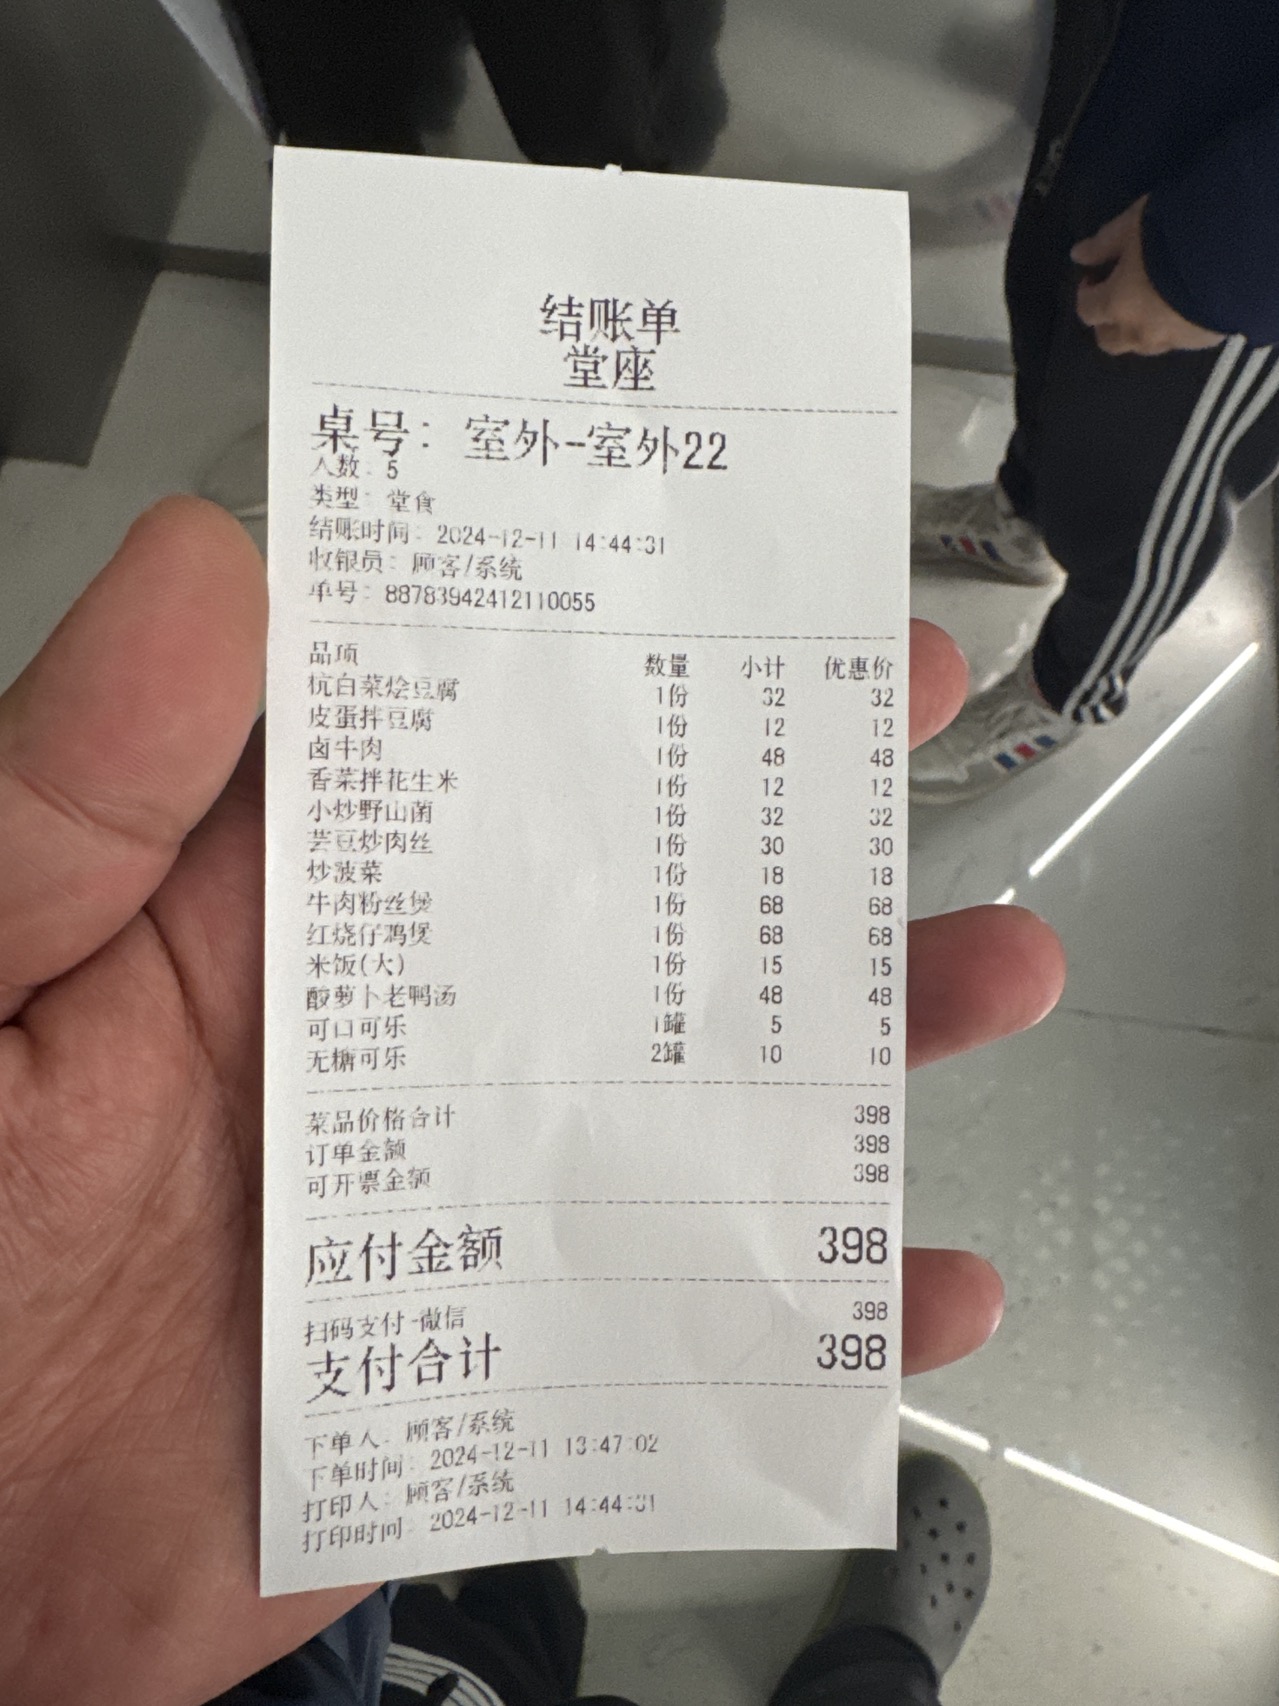 结账单
堂座
桌号： 室外-室外22
人数：5
类型：堂食
结账时间：2024-12-11 14:44:31
收银员：顾客/系统
单号：88783942412110055
品项 数量 小计 优惠价
杭白菜烩豆腐 1份 32 32
皮蛋拌豆腐 1份 12 12
卤牛肉 1份 48 48
香菜拌花生米 1份 12 12
小炒野山菌 1份 32 32
芸豆炒肉丝 1份 30 30
炒菠菜 1份 18 18
牛肉粉丝煲 1份 68 68
红烧仔鸡煲 1份 68 68
米饭(大) 1份 15 15
酸萝卜老鸭汤 1份 48 48
可口可乐 1罐 5 5
无糖可乐 2罐 10 10
菜品价格合计 398
订单金额 398
可开票金额 398
应付金额 398
扫码支付-微信 398
支付合计 398
下单人：顾客/系统
下单时间：2024-12-11 13:47:02
打印人：顾客/系统
打印时间：2024-12-11 14:44:31